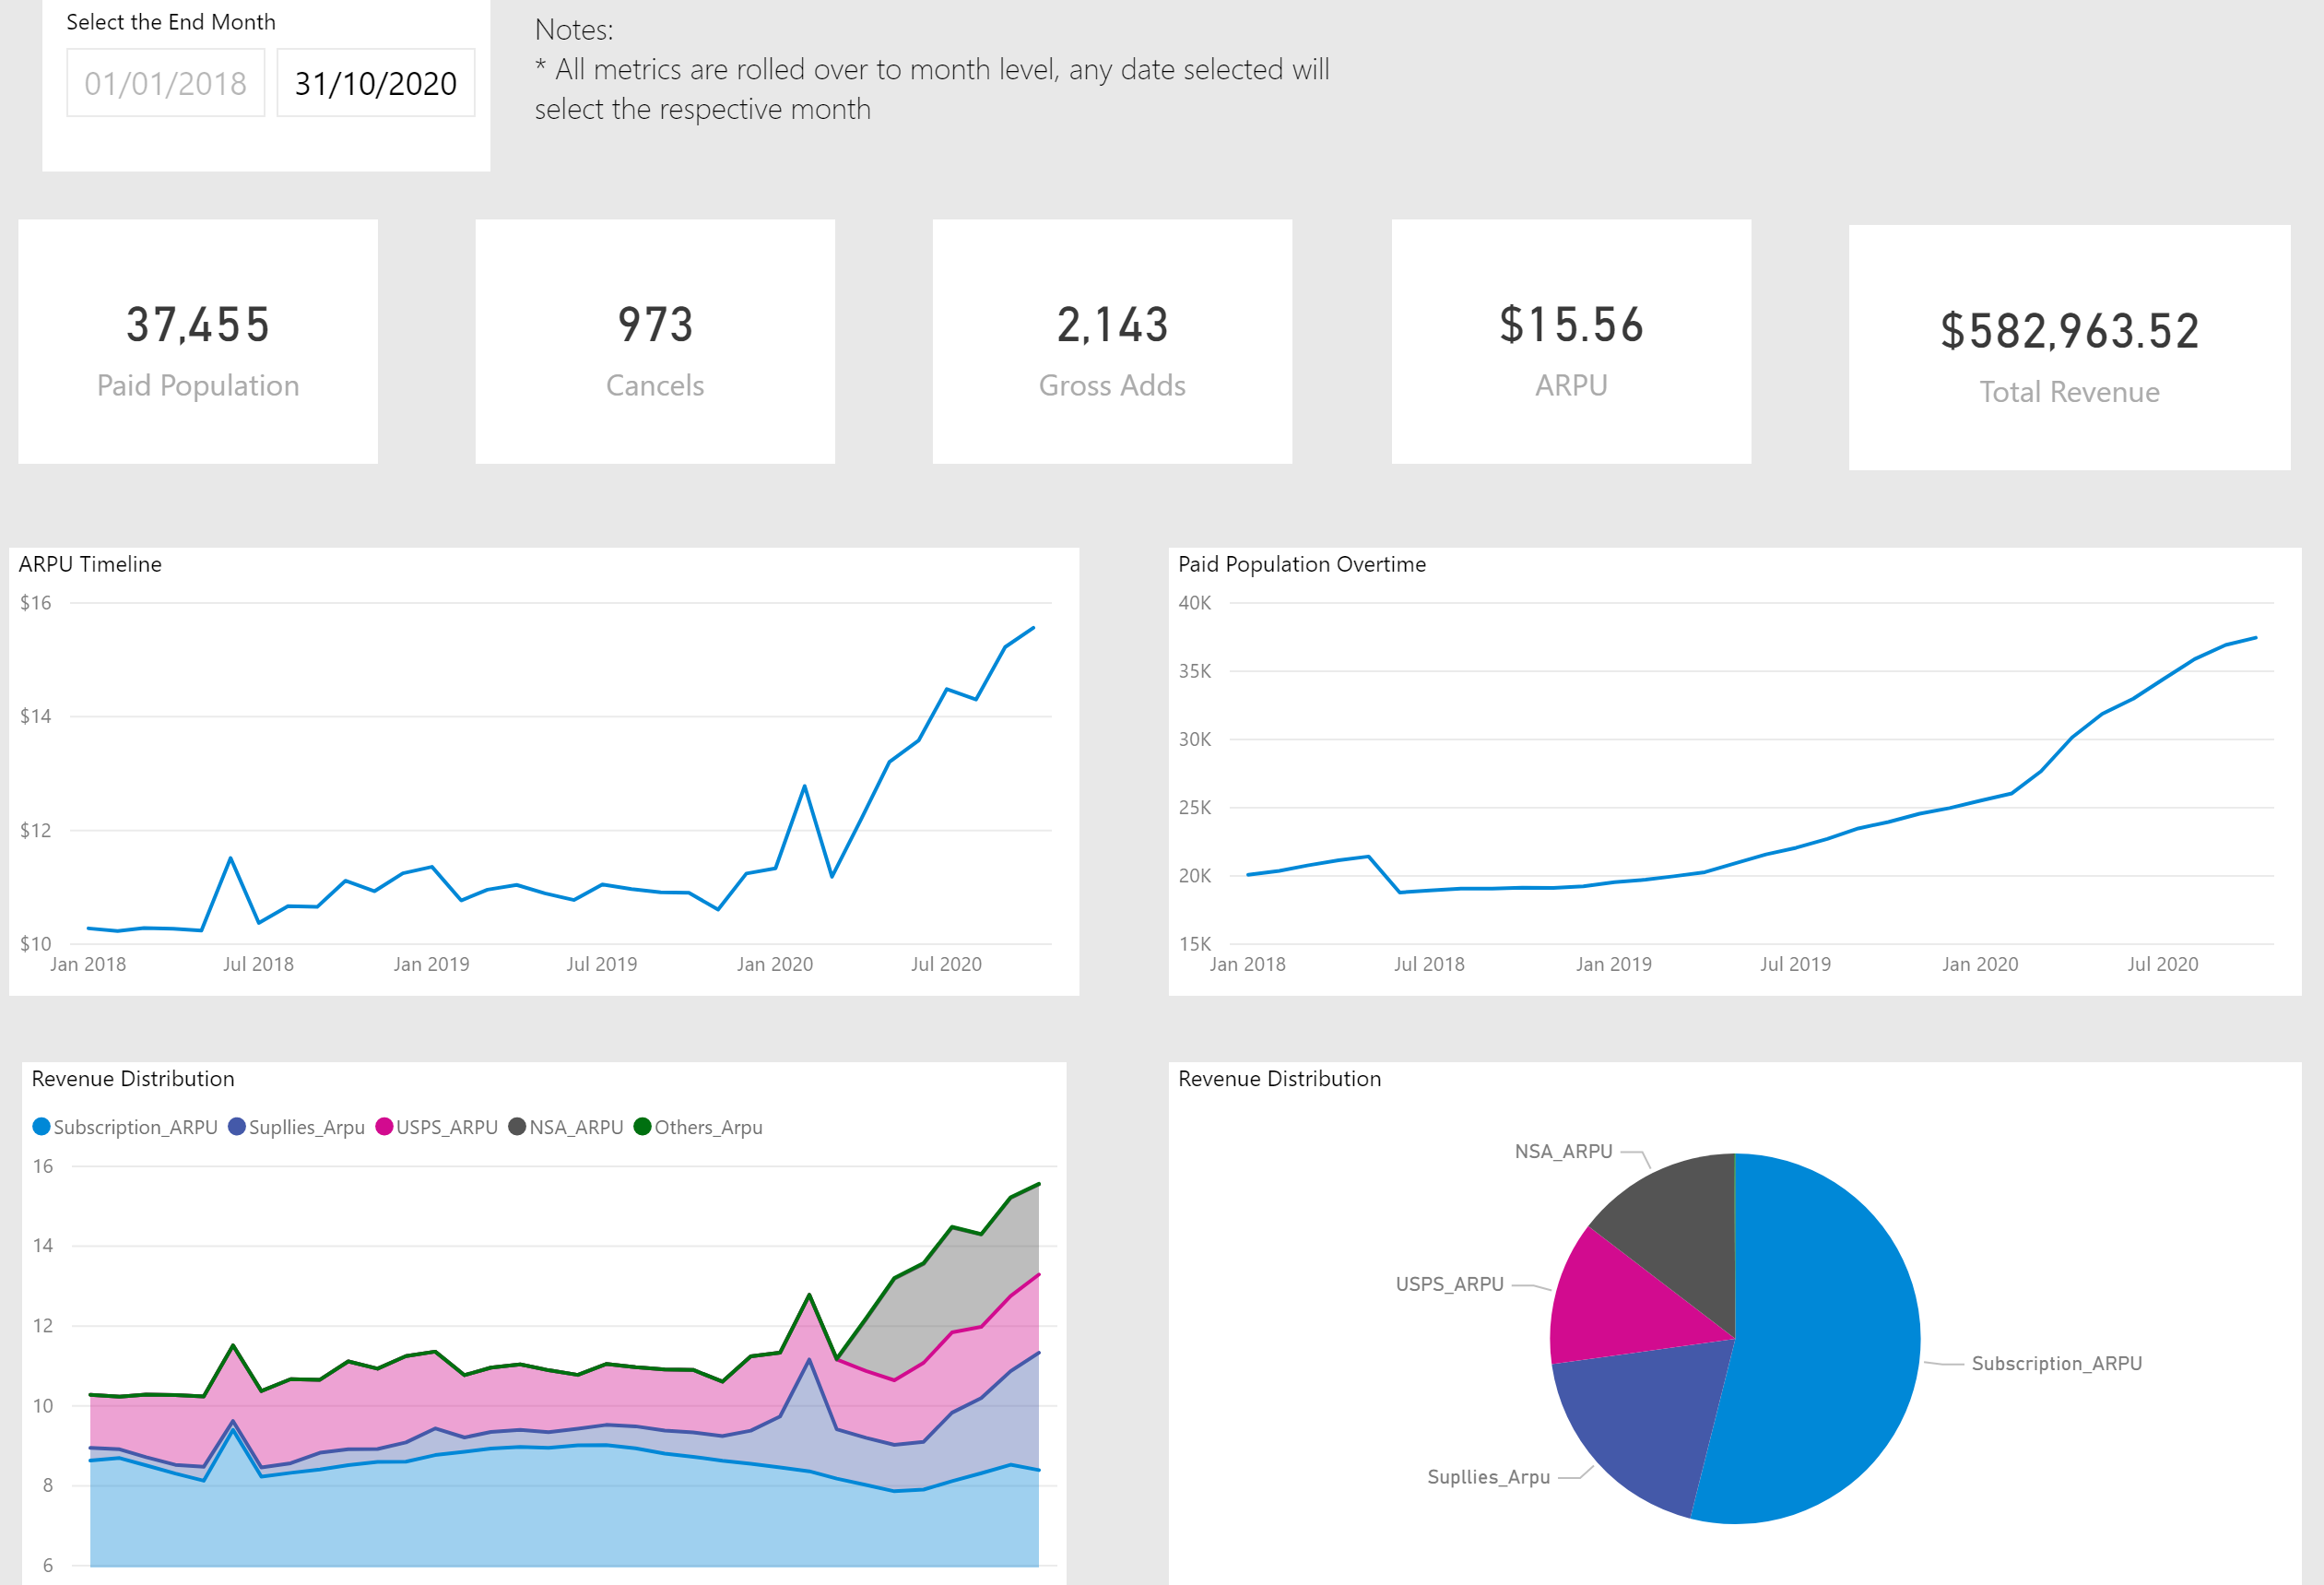 Select the End Month
01/01/2018
31/10/2020
Notes:
* All metrics are rolled over to month level, any date selected will
select the respective month
37,455
Paid Population
973
Cancels
2,143
Gross Adds
$15.56
ARPU
$582,963.52
Total Revenue
ARPU Timeline
$16
$14
$12
$10
Jan 2018
Jul 2018
Jan 2019
Jul 2019
Jan 2020
Jul 2020
Paid Population Overtime
40K
35K
30K
25K
20K
15K
Jan 2018
Jul 2018
Jan 2019
Jul 2019
Jan 2020
Jul 2020
Revenue Distribution
Subscription_ARPU
Supllies_Arpu
USPS_ARPU
NSA_ARPU
Others_Arpu
16
14
12
10
8
6
Revenue Distribution
NSA_ARPU
USPS_ARPU
Subscription_ARPU
Supllies_Arpu